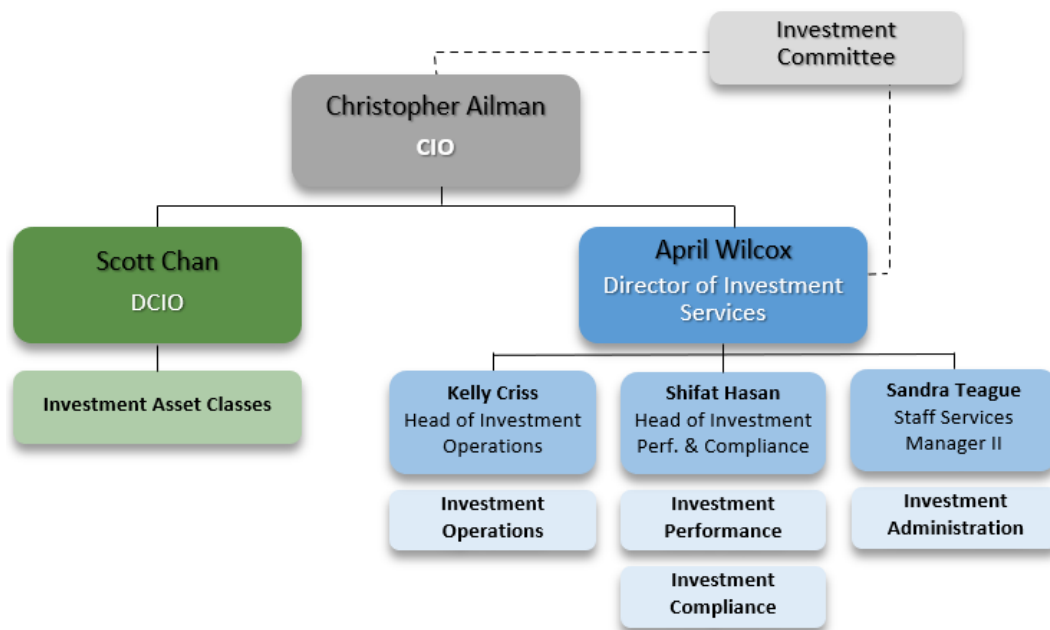 Investment
Committee
Christopher Ailman
CIO
Scott Chan
DCIO
April Wilcox
Director of Investment
Services
Investment Asset Classes
Kelly Criss
Head of Investment
Operations
Shifat Hasan
Head of Investment
Perf. & Compliance
Sandra Teague
Staff Services
Manager II
Investment
Operations
Investment
Performance
Investment
Administration
Investment
Compliance